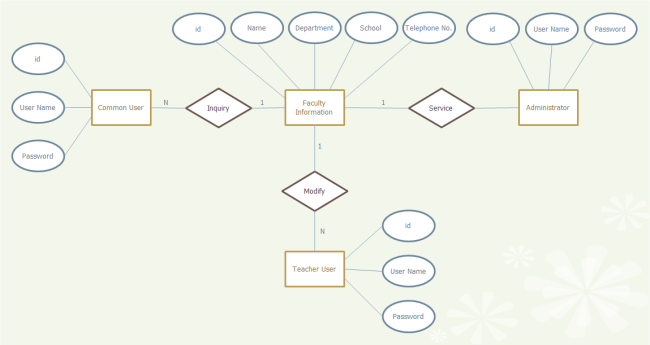 id
Name
Department
School
Telephone No.
id
User Name
Password
id
User Name
Password
Common User
N
Inquiry
1
Faculty
Information
1
Service
Administrator
1
Modify
N
Teacher User
id
User Name
Password